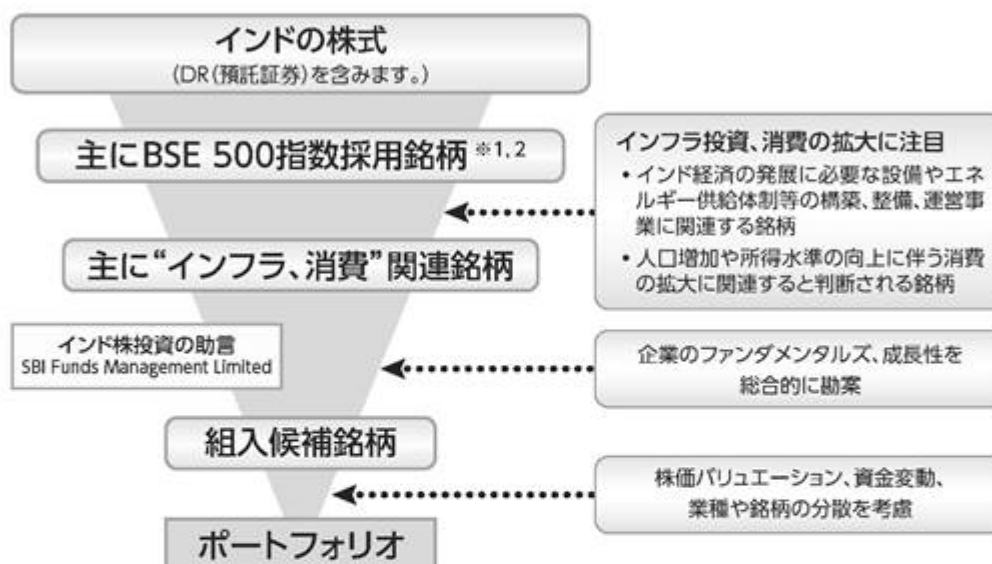 インドの株式
(DR(預託証券)を含みます。)
主にBSE 500指数採用銘柄 ※1,2
インフラ投資、消費の拡大に注目
• インド経済の発展に必要な設備やエネ
ルギー供給体制等の構築、整備、運営事
業に関連する銘柄
• 人口増加や所得水準の向上に伴う消費
の拡大に関連すると判断される銘柄
主に“インフラ、消費”関連銘柄
インド株投資の助言
SBI Funds Management Limited
企業のファンダメンタルズ、成長性を
総合的に勘案
組入候補銘柄
株価バリュエーション、資金変動、
業種や銘柄の分散を考慮
ポートフォリオ